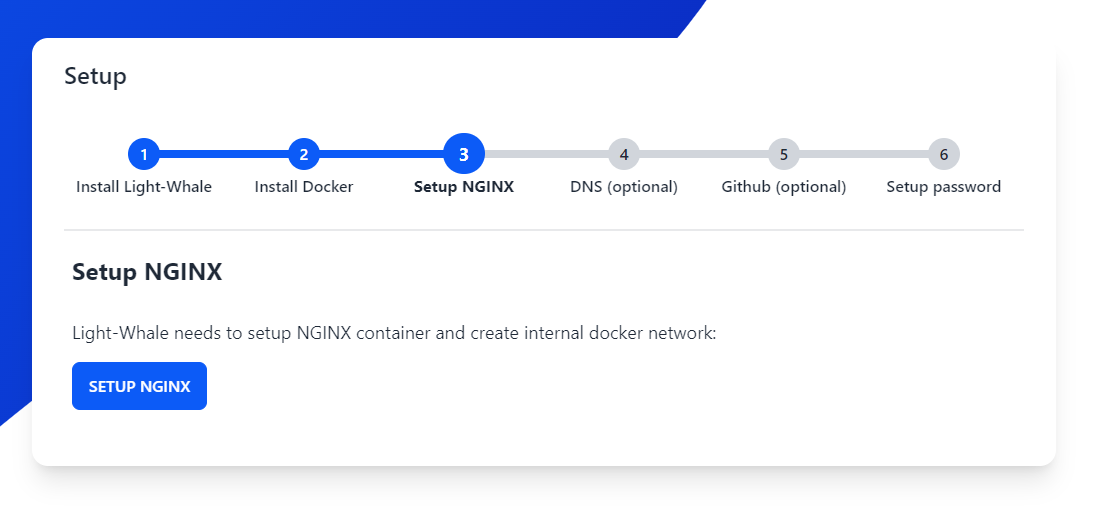 Setup
1 2 3 4 5 6
Install Light-Whale Install Docker Setup NGINX DNS (optional) Github (optional) Setup password
Setup NGINX
Light-Whale needs to setup NGINX container and create internal docker network:
SETUP NGINX